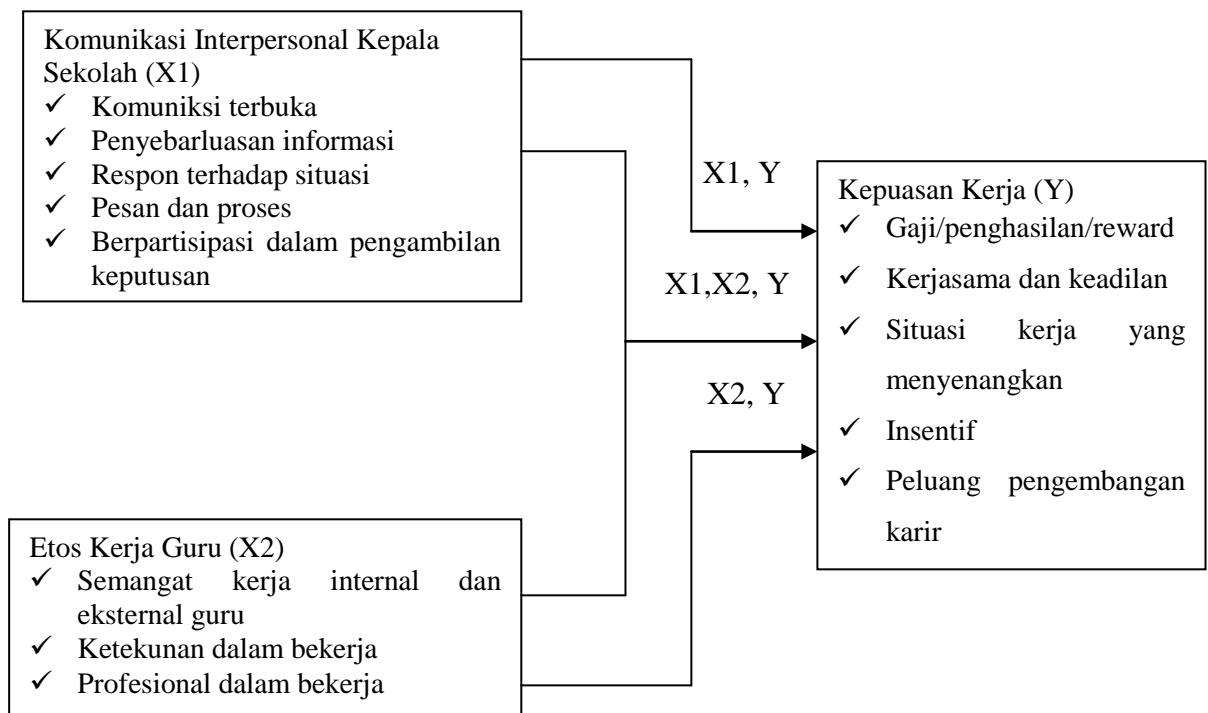 Komunikasi Interpersonal Kepala
Sekolah (X1)
✓ Komuniksi terbuka
✓ Penyebarluasan informasi
✓ Respon terhadap situasi
✓ Pesan dan proses
✓ Berpartisipasi dalam pengambilan
keputusan
X1, Y
X1,X2, Y
X2, Y
Kepuasan Kerja (Y)
✓ Gaji/penghasilan/reward
✓ Kerjasama dan keadilan
✓ Situasi kerja yang
menyenangkan
✓ Insentif
✓ Peluang pengembangan
karir
Etos Kerja Guru (X2)
✓ Semangat kerja internal dan
eksternal guru
✓ Ketekunan dalam bekerja
✓ Profesional dalam bekerja